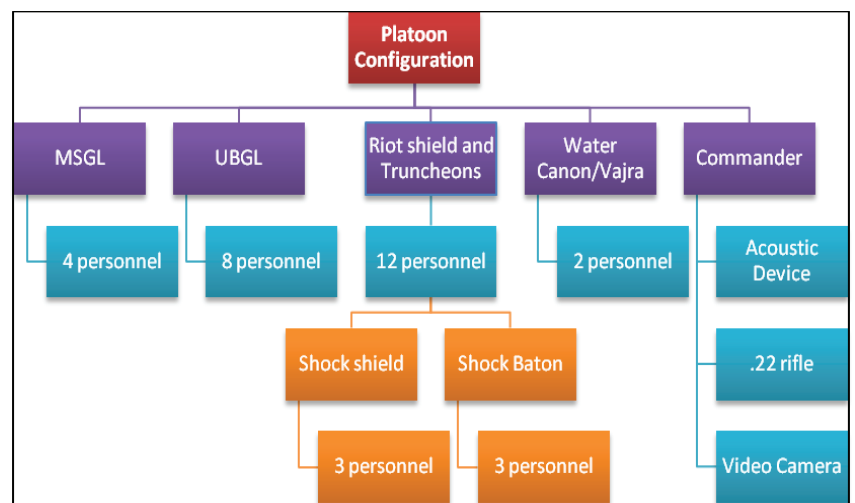 Platoon
Configuration
MSGL
UBGL
Riot shield and
Truncheons
Water
Canon/Vajra
Commander
4 personnel
8 personnel
12 personnel
2 personnel
Acoustic
Device
Shock shield
Shock Baton
.22 rifle
3 personnel
3 personnel
Video Camera